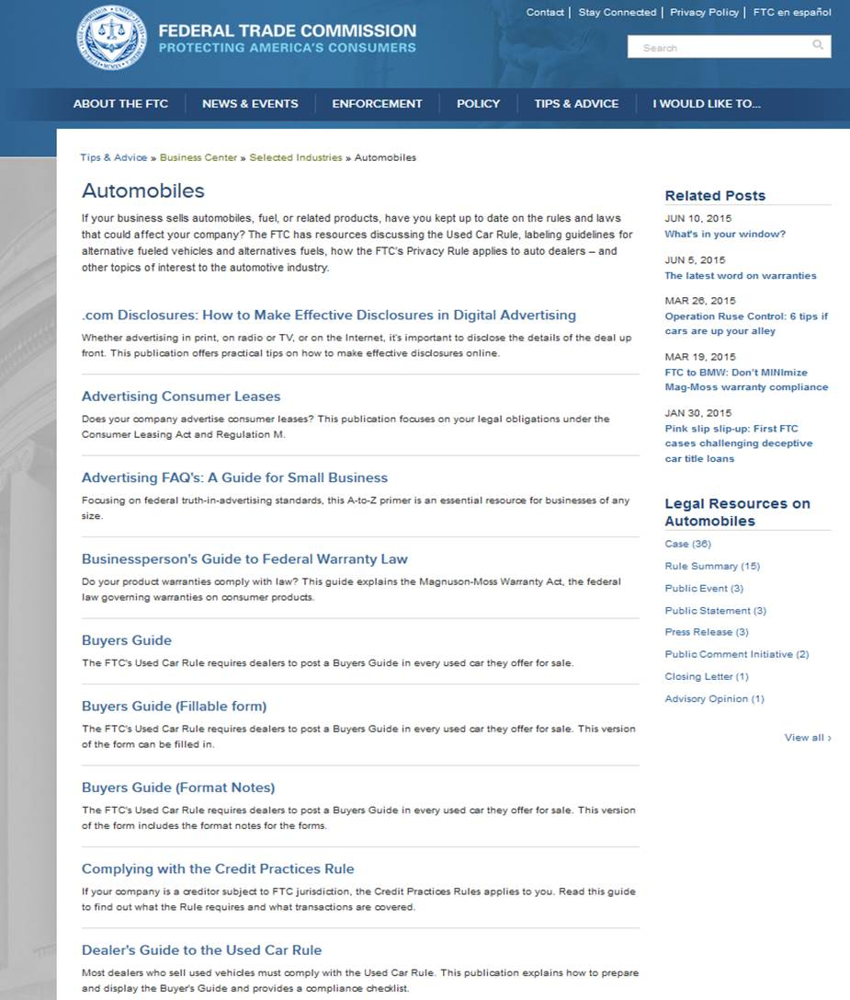 Contact | Stay Connected | Privacy Policy | FTC en español
FEDERAL TRADE COMMISSION
PROTECTING AMERICA'S CONSUMERS
Search
ABOUT THE FTC
NEWS & EVENTS
ENFORCEMENT
POLICY
TIPS & ADVICE
I WOULD LIKE TO...
Tips & Advice » Business Center » Selected Industries » Automobiles
Automobiles
If your business sells automobiles, fuel, or related products, have you kept up to date on the rules and laws
that could affect your company? The FTC has resources discussing the Used Car Rule, labeling guidelines for
alternative fueled vehicles and alternatives fuels, how the FTC's Privacy Rule applies to auto dealers – and
other topics of interest to the automotive industry.
.com Disclosures: How to Make Effective Disclosures in Digital Advertising
Whether advertising in print, on radio or TV, or on the Internet, it's important to disclose the details of the deal up
front. This publication offers practical tips on how to make effective disclosures online.
Advertising Consumer Leases
Does your company advertise consumer leases? This publication focuses on your legal obligations under the
Consumer Leasing Act and Regulation M.
Advertising FAQ's: A Guide for Small Business
Focusing on federal truth-in-advertising standards, this A-to-Z primer is an essential resource for businesses of any
size.
Businessperson's Guide to Federal Warranty Law
Do your product warranties comply with law? This guide explains the Magnuson-Moss Warranty Act, the federal
law governing warranties on consumer products.
Buyers Guide
The FTC's Used Car Rule requires dealers to post a Buyers Guide in every used car they offer for sale.
Buyers Guide (Fillable form)
The FTC's Used Car Rule requires dealers to post a Buyers Guide in every used car they offer for sale. This version
of the form can be filled in.
Buyers Guide (Format Notes)
The FTC's Used Car Rule requires dealers to post a Buyers Guide in every used car they offer for sale. This version
of the form includes the format notes for the forms.
Complying with the Credit Practices Rule
If your company is a creditor subject to FTC jurisdiction, the Credit Practices Rules applies to you. Read this guide
to find out what the Rule requires and what transactions are covered.
Dealer's Guide to the Used Car Rule
Most dealers who sell used vehicles must comply with the Used Car Rule. This publication explains how to prepare
and display the Buyer's Guide and provides a compliance checklist.
Related Posts
JUN 10, 2015
What's in your window?
JUN 5, 2015
The latest word on warranties
MAR 26, 2015
Operation Ruse Control: 6 tips if
cars are up your alley
MAR 19, 2015
FTC to BMW: Don't MINImize
Mag-Moss warranty compliance
JAN 30, 2015
Pink slip slip-up: First FTC
cases challenging deceptive
car title loans
Legal Resources on
Automobiles
Case (36)
Rule Summary (15)
Public Event (3)
Public Statement (3)
Press Release (3)
Public Comment Initiative (2)
Closing Letter (1)
Advisory Opinion (1)
View all ›